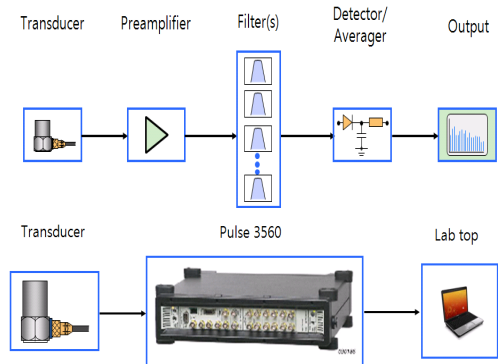 Transducer
Preamplifier
Filter(s)
Detector/
Averager
Output
Transducer
Pulse 3560
Lab top